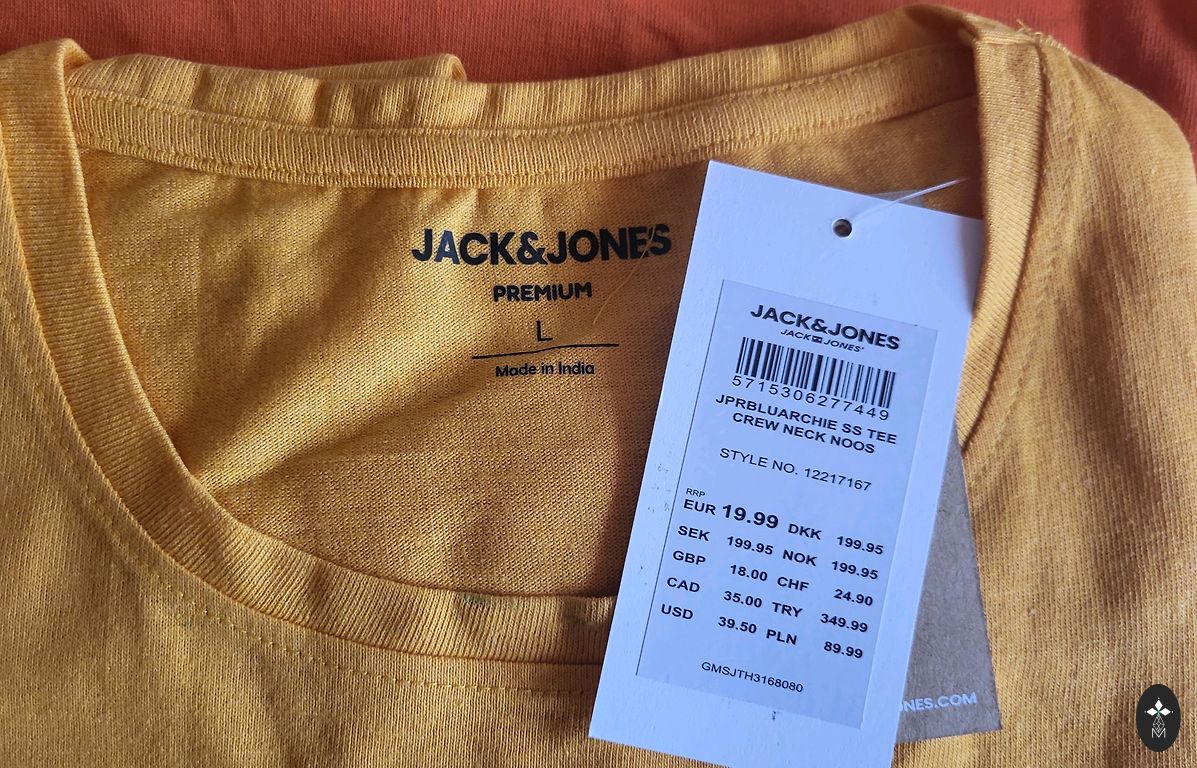 JACK&JONES
PREMIUM
L
Made in India
JACK&JONES
JACK & JONES®
5715306277449
JPRBLUARCHIE SS TEE
CREW NECK NOOS
STYLE NO. 12217167
RRP
EUR 19.99 DKK 199.95
SEK 199.95 NOK 199.95
GBP 18.00 CHF 24.90
CAD 35.00 TRY 349.99
USD 39.50 PLN 89.99
GMSJTH3168080
NES.COM
M